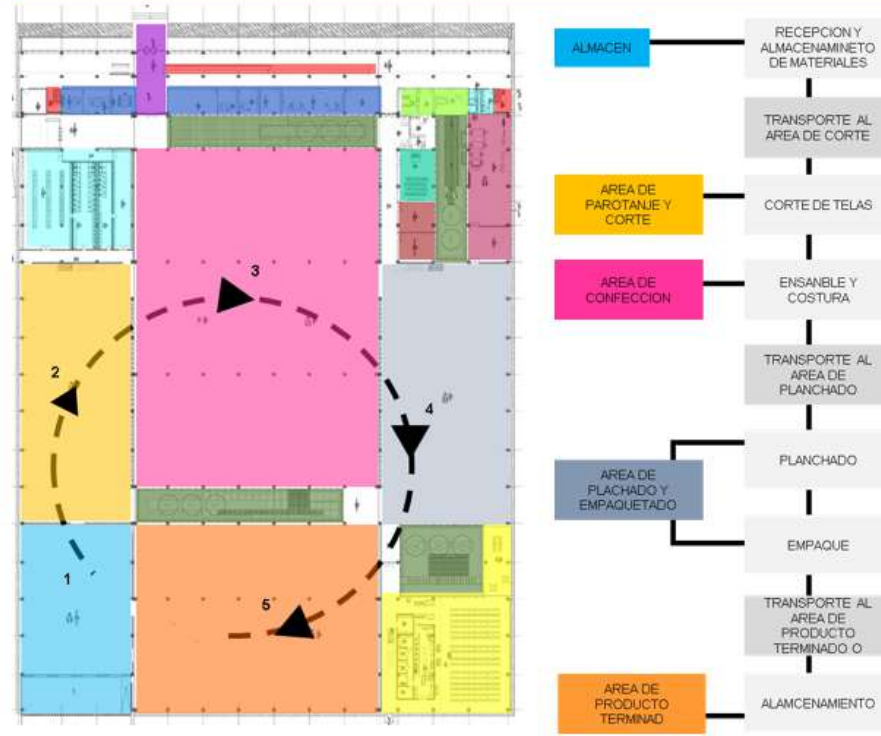 3
2
4
1
5
ALMACEN
RECEPCION Y
ALMACENAMINETO
DE MATERIALES
TRANSPORTE AL
AREA DE CORTE
AREA DE
PAROTANJE Y
CORTE
CORTE DE TELAS
AREA DE
CONFECCION
ENSANBLE Y
COSTURA
TRANSPORTE AL
AREA DE
PLANCHADO
AREA DE
PLACHADO Y
EMPAQUETADO
PLANCHADO
EMPAQUE
TRANSPORTE AL
AREA DE
PRODUCTO
TERMINADO O
AREA DE
PRODUCTO
TERMINAD
ALAMCENAMIENTO